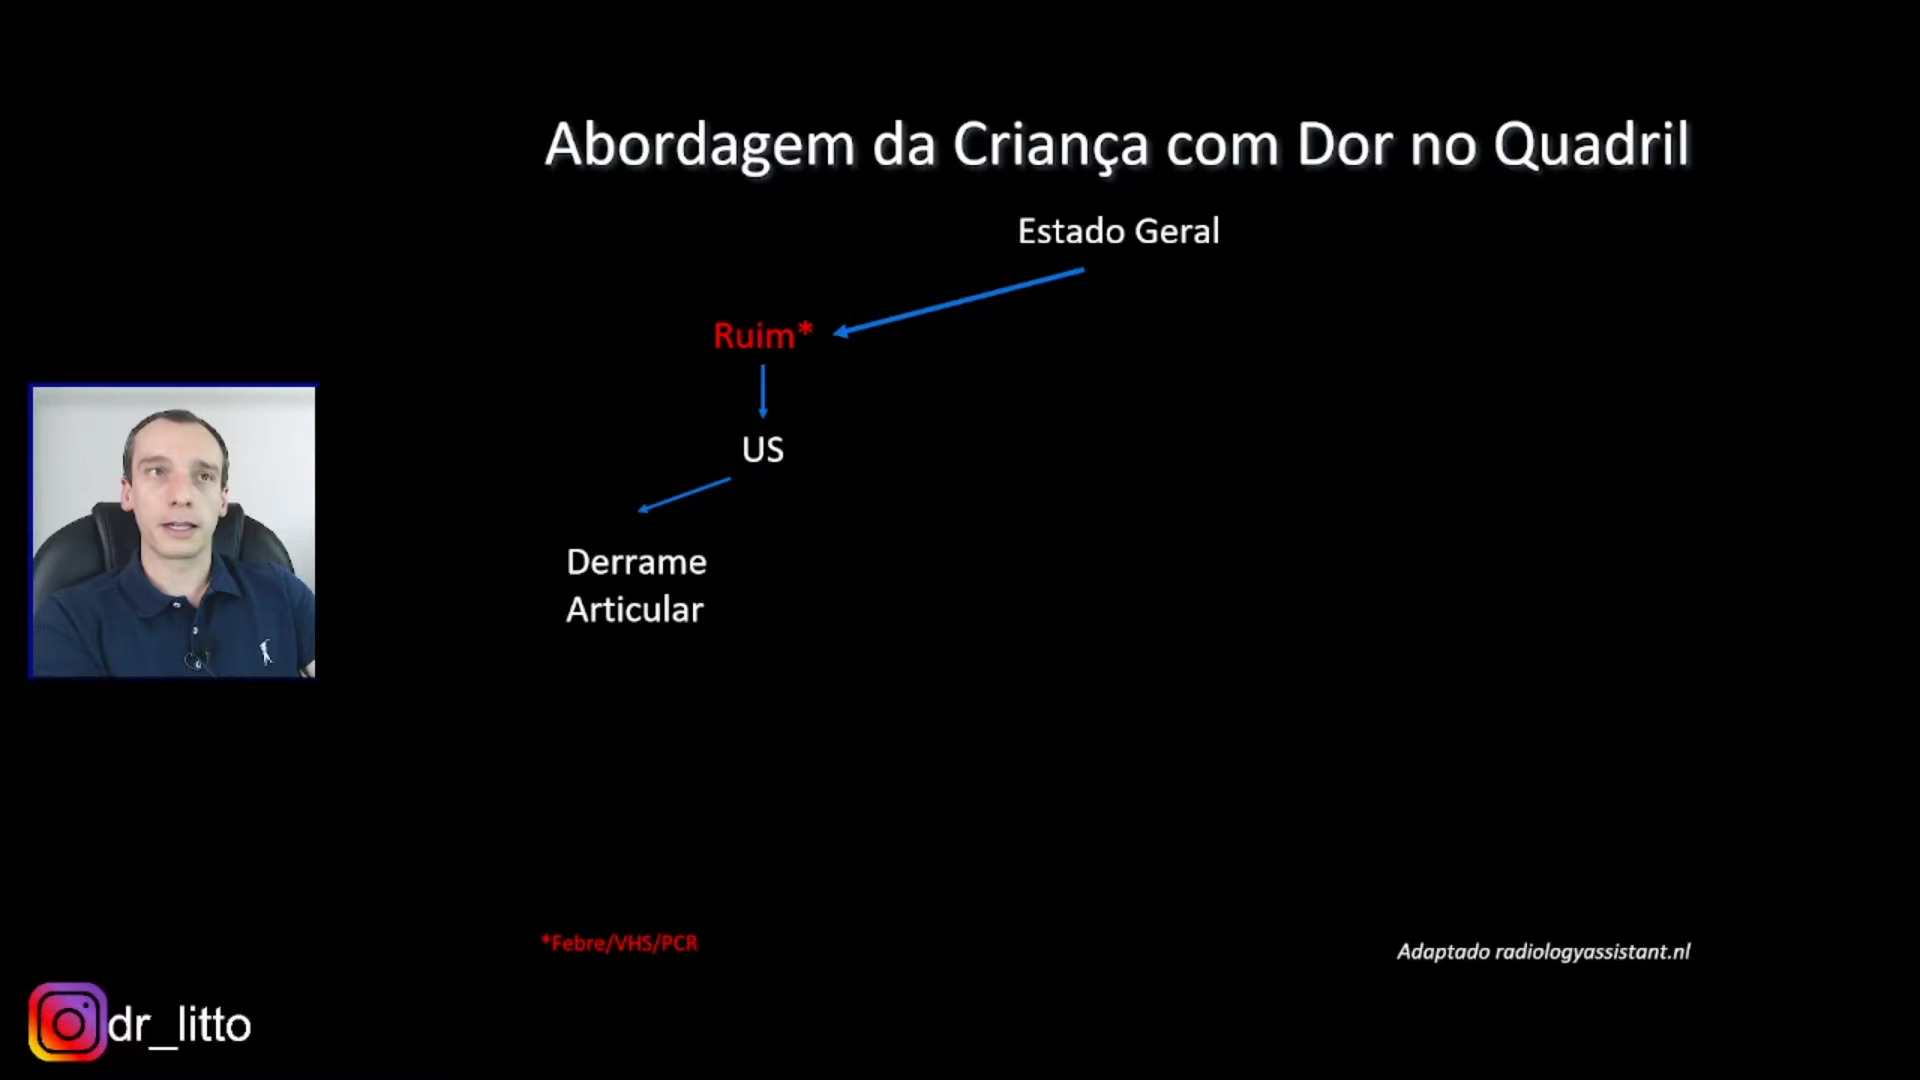 Abordagem da Criança com Dor no Quadril
Estado Geral
Ruim*
US
Derrame
Articular
*Febre/VHS/PCR
Adaptado radiologyassistant.nl
dr_litto